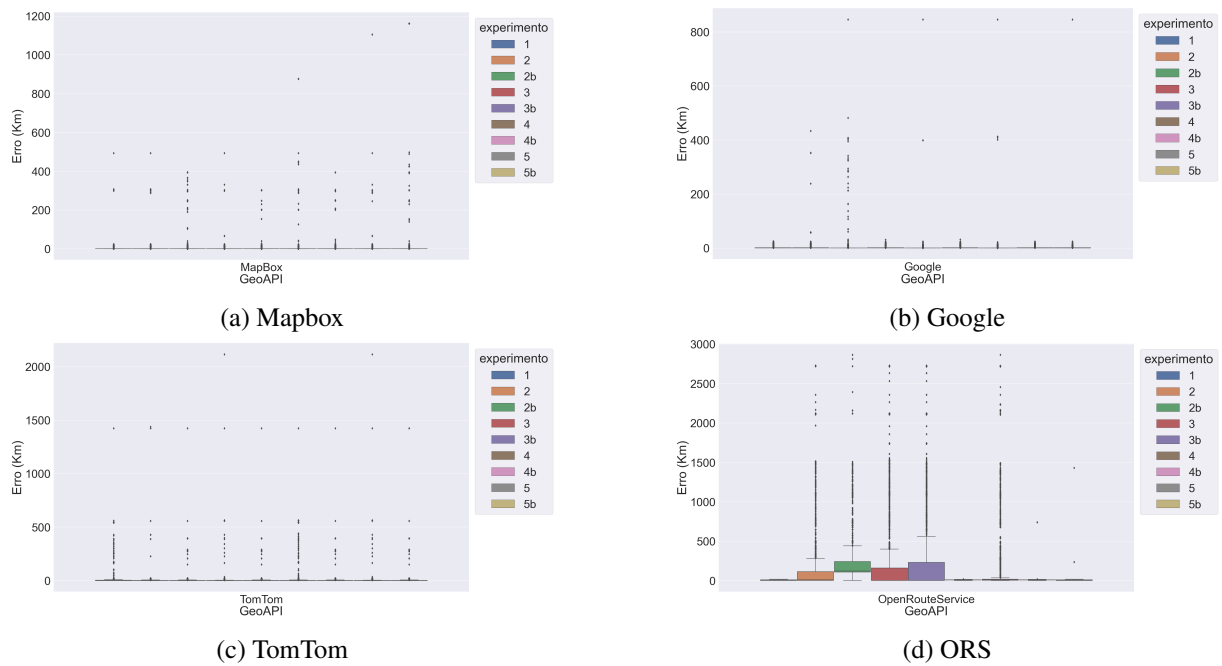 1200
1000
800
600
400
200
0
Erro (Km)
MapBox
GeoAPI
experimento
1
2
2b
3
3b
4
4b
5
5b
(a) Mapbox
800
600
400
200
0
Erro (Km)
Google
GeoAPI
experimento
1
2
2b
3
3b
4
4b
5
5b
(b) Google
2000
1500
1000
500
0
Erro (Km)
TomTom
GeoAPI
experimento
1
2
2b
3
3b
4
4b
5
5b
(c) TomTom
3000
2500
2000
1500
1000
500
0
Erro (Km)
OpenRouteService
GeoAPI
experimento
1
2
2b
3
3b
4
4b
5
5b
(d) ORS